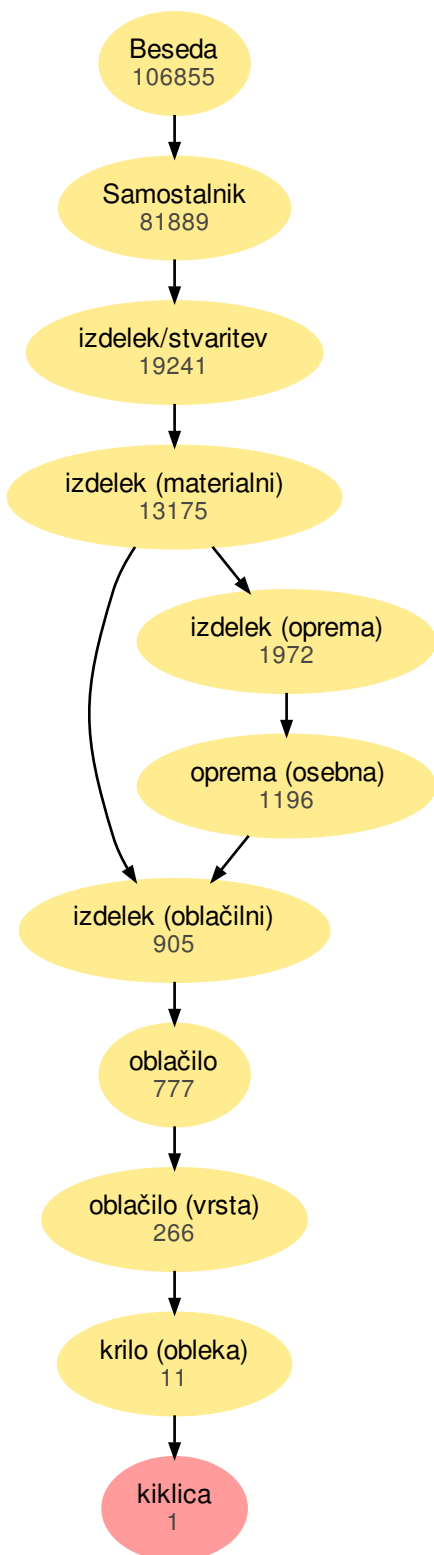 Beseda
106855
Samostalnik
81889
izdelek/stvaritev
19241
izdelek (materialni)
13175
izdelek (oprema)
1972
oprema (osebna)
1196
izdelek (oblačilni)
905
oblačilo
777
oblačilo (vrsta)
266
krilo (obleka)
11
kiklica
1